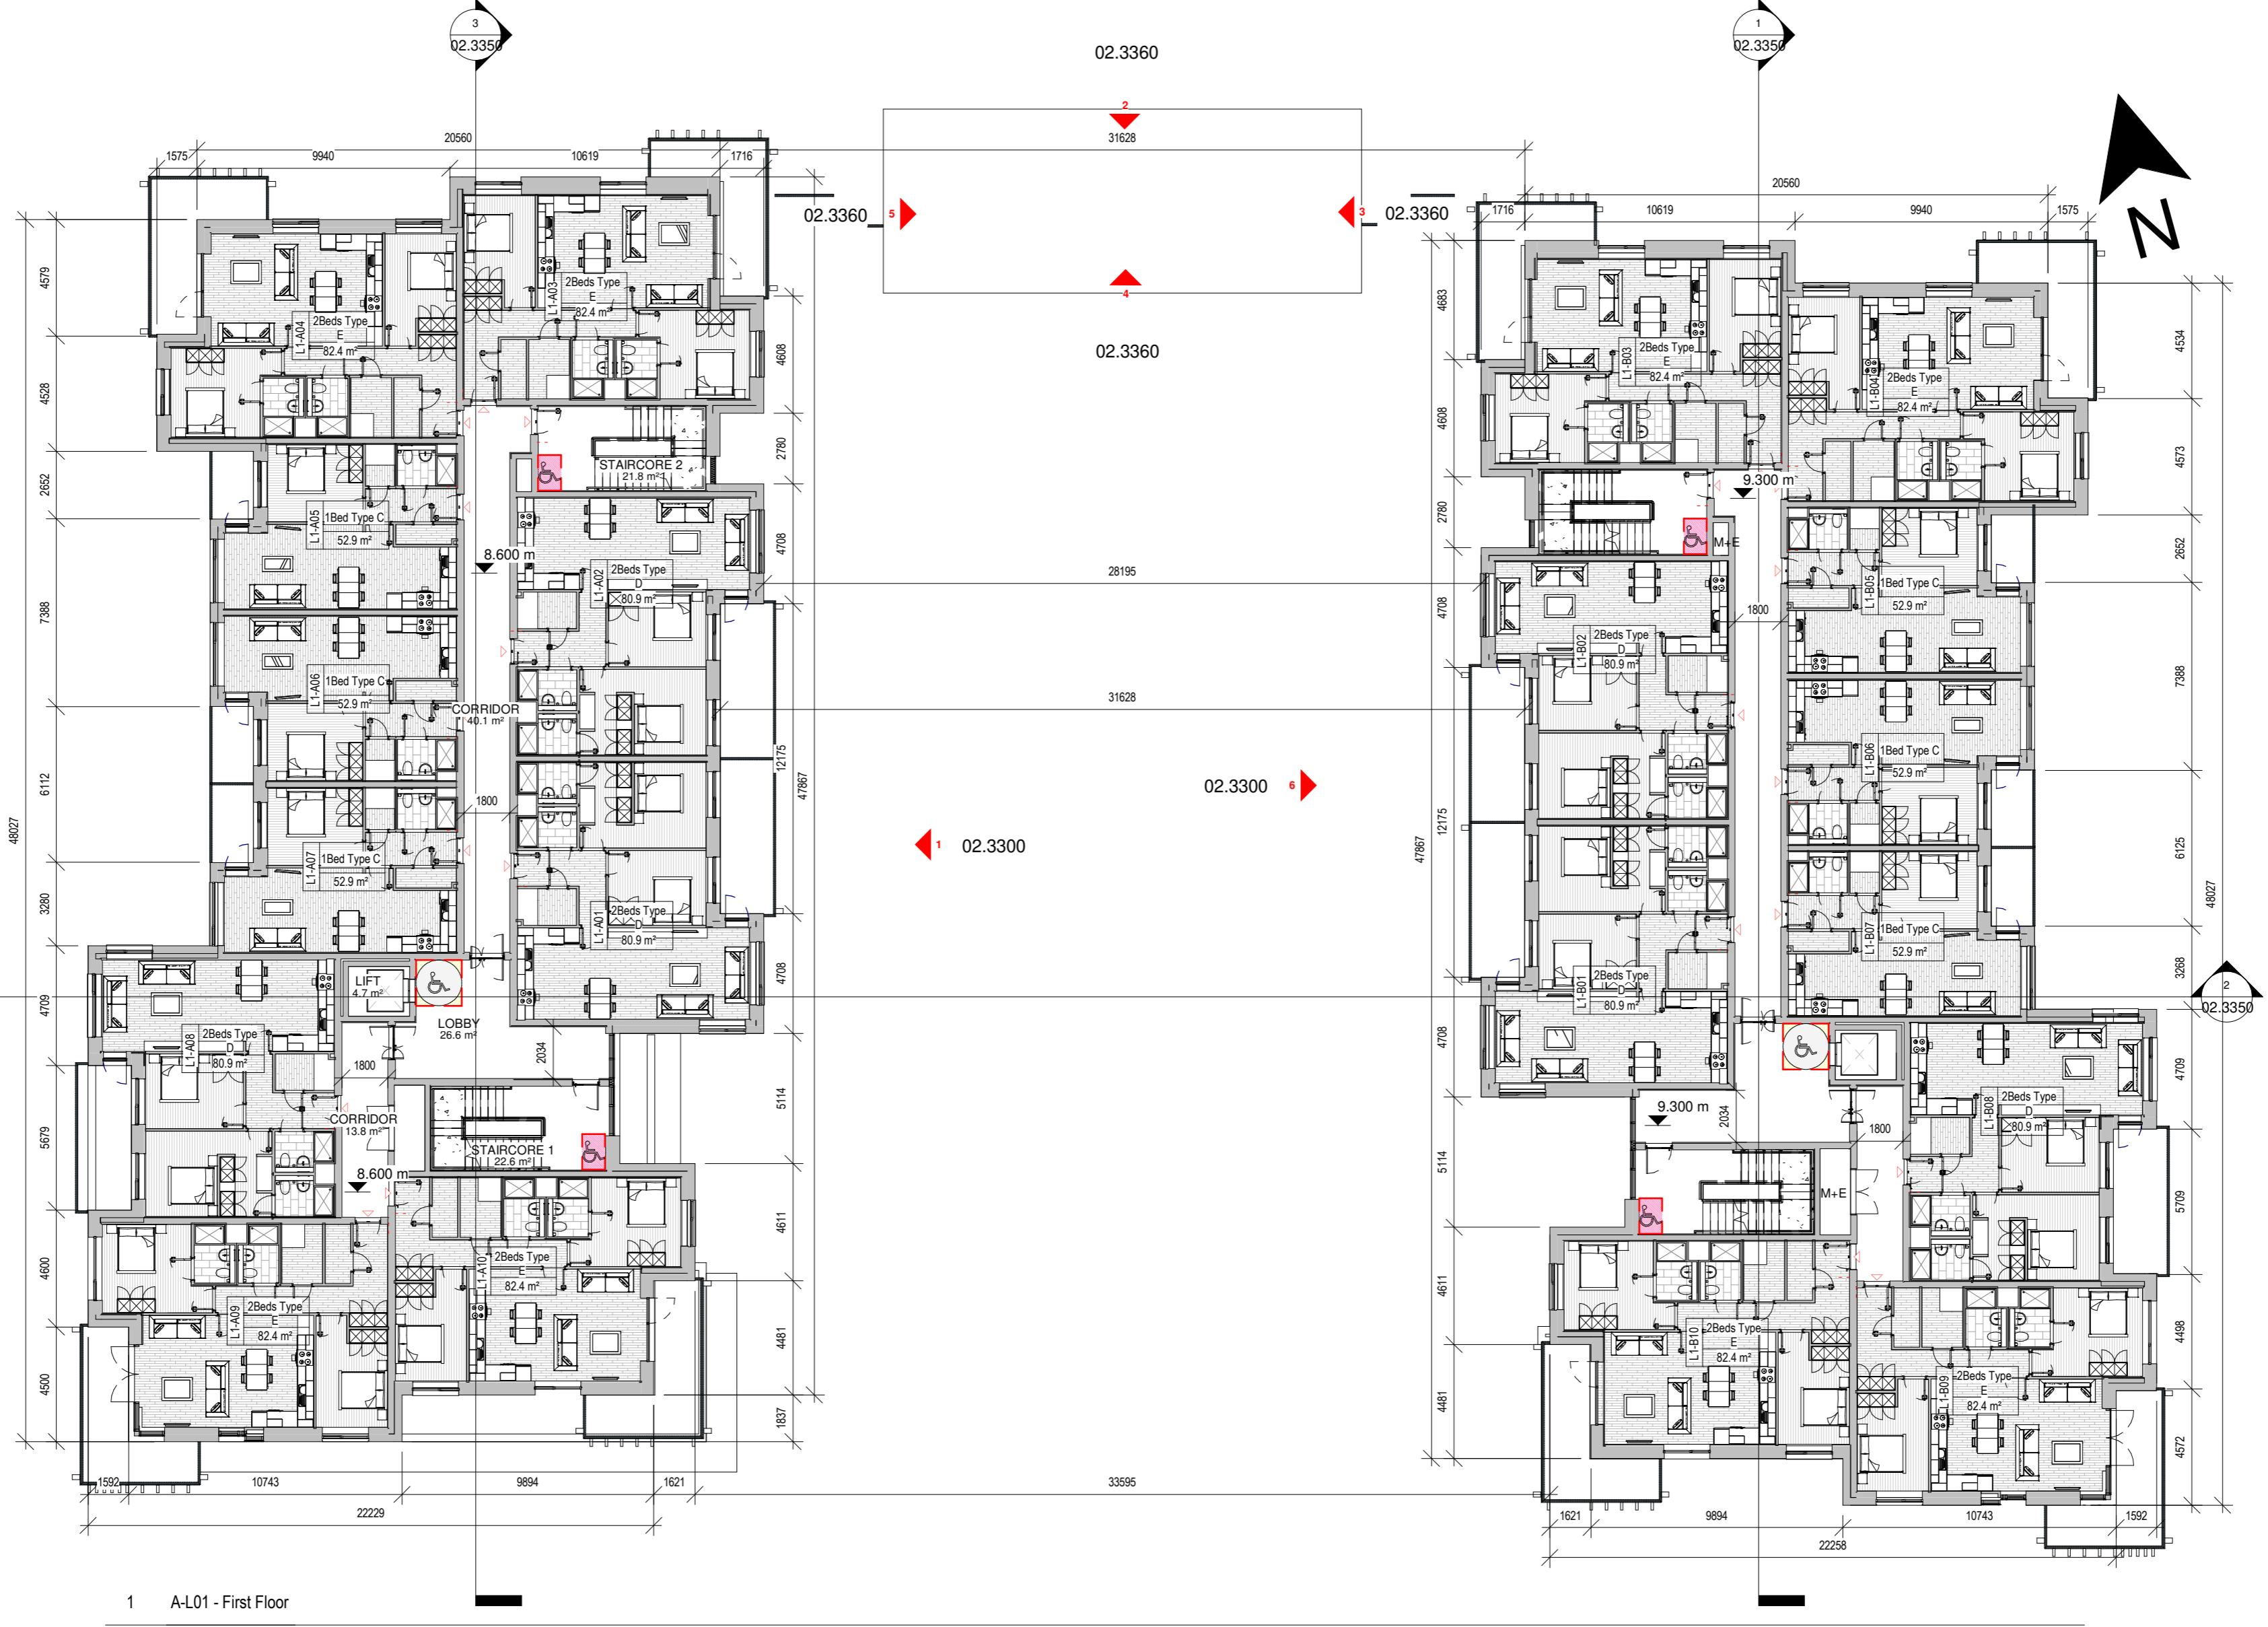 3
02.3350
1
02.3350
02.3360
2
31628
02.3360
5
3
02.3360
4
02.3360
N
20560
1575
9940
10619
1716
20560
1716
10619
9940
1575
4579
4528
2652
7388
6112
3280
48027
4709
5679
4600
4500
4608
2780
4708
12175
47867
4708
5114
4611
4481
1837
L1-A04
2Beds Type
E
82.4 m²
L1-A03
2Beds Type
E
82.4 m²
STAIRCORE 2
21.8 m²
L1-A05
1Bed Type C
52.9 m²
8.600 m
L1-A02
2Beds Type
D
80.9 m²
L1-A06
1Bed Type C
52.9 m²
CORRIDOR
40.1 m²
1800
L1-A07
1Bed Type C
52.9 m²
L1-A01
2Beds Type
D
80.9 m²
LIFT
4.7 m²
LOBBY
26.6 m²
2034
L1-A08
2Beds Type
D
80.9 m²
1800
CORRIDOR
13.8 m²
STAIRCORE 1
22.6 m²
8.600 m
L1-A09
2Beds Type
E
82.4 m²
L1-A10
2Beds Type
E
82.4 m²
1592
10743
9894
1621
22229
28195
31628
02.3300
6
1
02.3300
33595
4683
4608
2780
4708
12175
47867
4708
5114
4611
4481
L1-B03
2Beds Type
E
82.4 m²
L1-B04
2Beds Type
E
82.4 m²
9.300 m
M+E
L1-B05
1Bed Type C
52.9 m²
1800
L1-B02
2Beds Type
D
80.9 m²
L1-B06
1Bed Type C
52.9 m²
L1-B07
1Bed Type C
52.9 m²
L1-B01
2Beds Type
D
80.9 m²
9.300 m
2034
1800
L1-B08
2Beds Type
D
80.9 m²
M+E
L1-B10
2Beds Type
E
82.4 m²
L1-B09
2Beds Type
E
82.4 m²
4534
4573
2652
7388
6125
48027
3268
2
02.3350
4709
5709
4498
4572
1621
9894
10743
1592
22258
1 A-L01 - First Floor